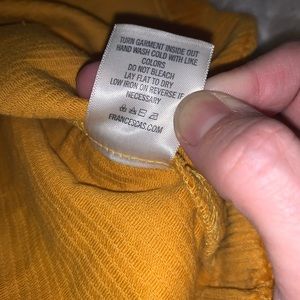 TURN GARMENT INSIDE OUT
HAND WASH COLD WITH LIKE
COLORS
DO NOT BLEACH
LAY FLAT TO DRY
LOW IRON ON REVERSE IF
NECESSARY
FRANCESCAS.COM